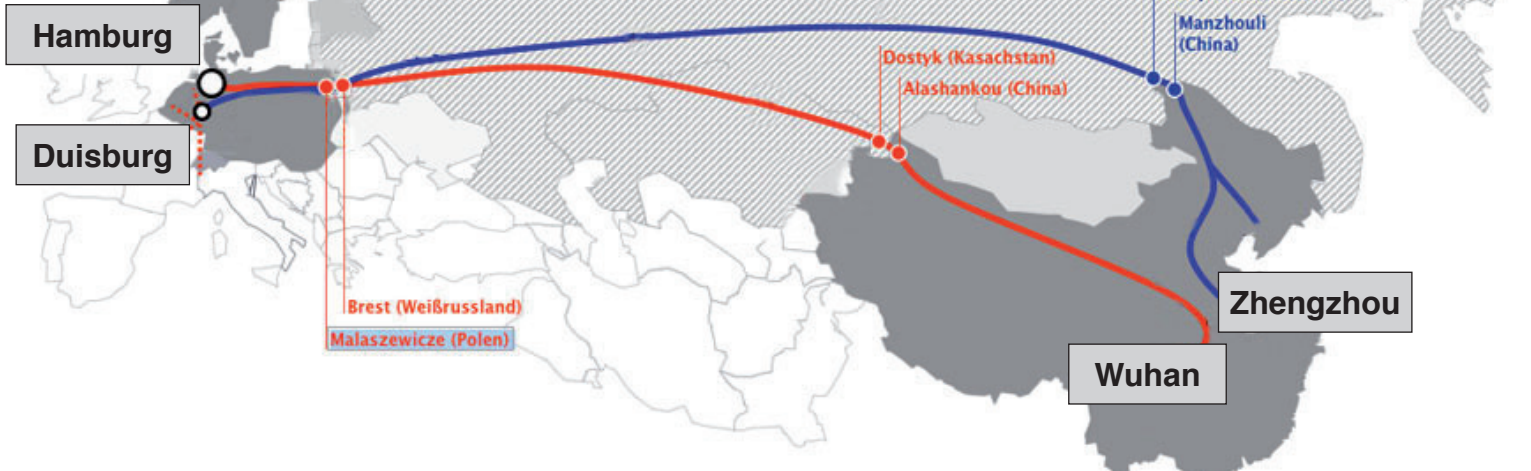 Hamburg
Manzhouli
(China)
Dostyk (Kasachstan)
Alashankou (China)
Duisburg
Brest (Weißrussland)
Malaszewicze (Polen)
Zhengzhou
Wuhan